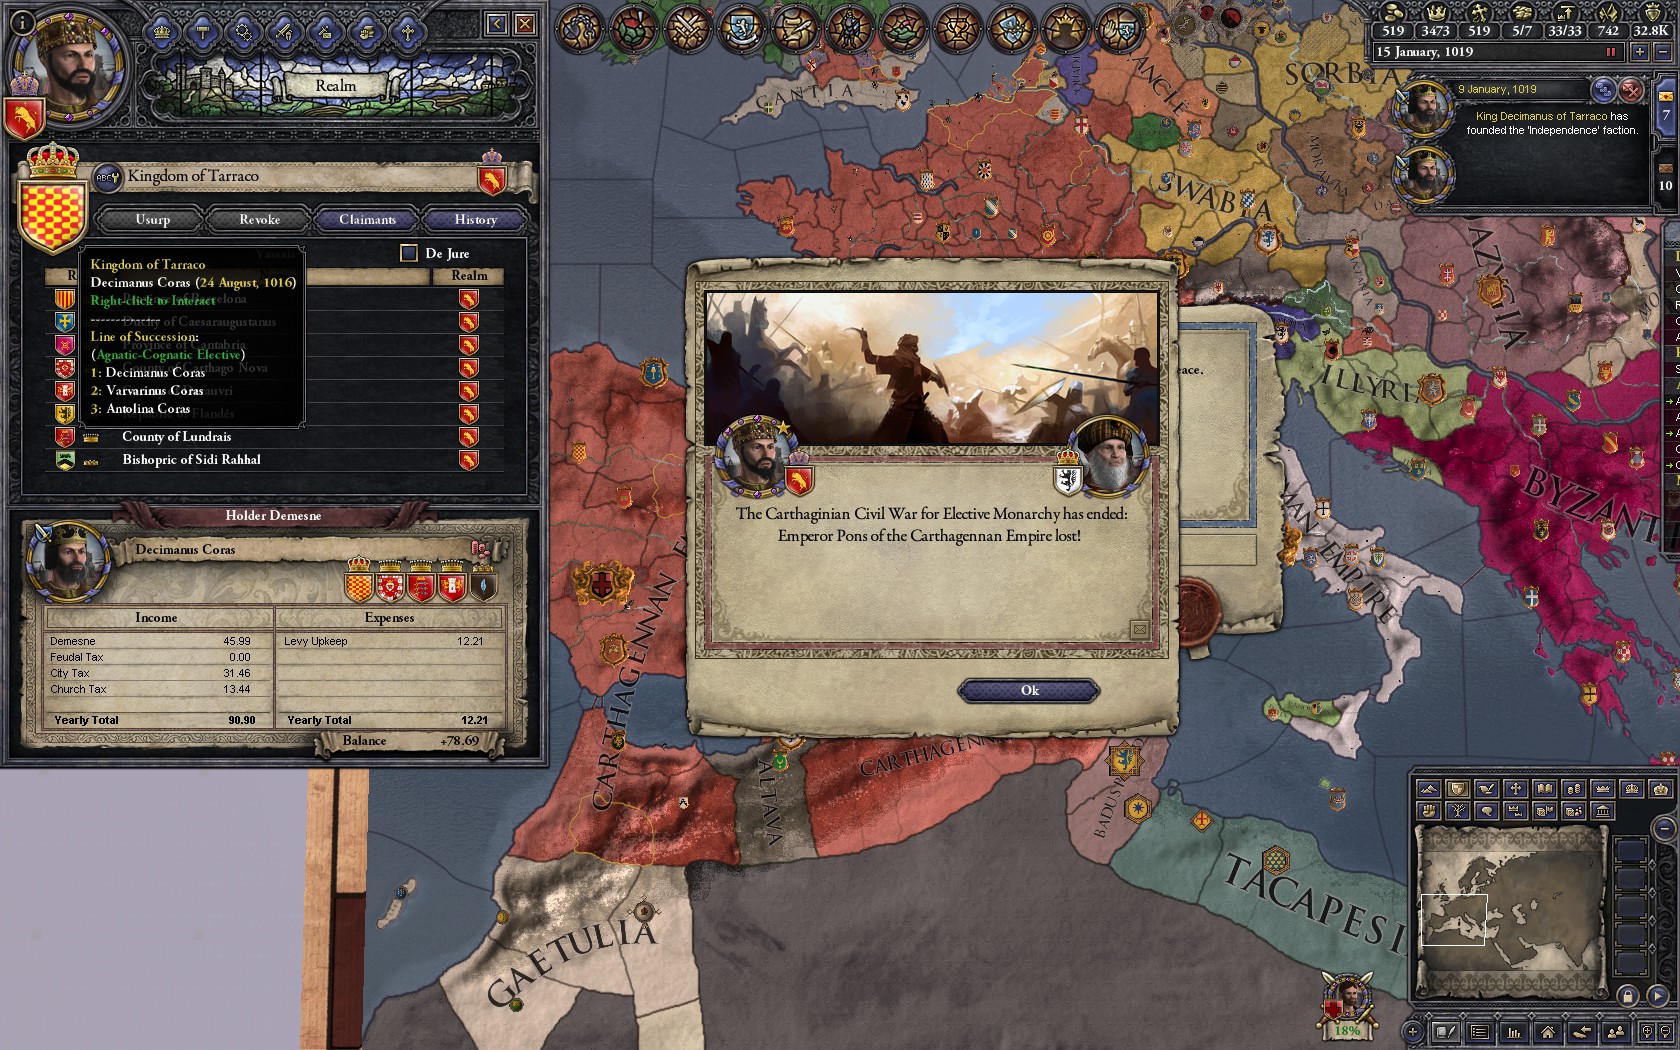 Realm
Kingdom of Tarraco
Usurp
Revoke
Claimants
History
De Jure
Realm
Kingdom of Tarraco
Decimanus Coras (24 August, 1016)
Right-click to Interact
--------------
Line of Succession:
(Agnatic-Cognatic Elective)
1: Decimanus Coras
2: Varvarinus Coras
3: Antolina Coras
County of Lundrais
Bishopric of Sidi Rahhal
Holder Demesne
Decimanus Coras
Income
Expenses
Demesne 45.99
Levy Upkeep 12.21
Feudal Tax 0.00
City Tax 31.46
Church Tax 13.44
Yearly Total 90.90
Yearly Total 12.21
Balance +78.69
519 3473 519 5/7 33/33 742 32.8K
15 January, 1019
9 January, 1019
King Decimanus of Tarraco has
founded the 'Independence' faction.
7
10
The Carthaginian Civil War for Elective Monarchy has ended:
Emperor Pons of the Carthagennan Empire lost!
Ok
CANTIA
SORBIA
SWABIA
MORAVIA
AZSIA
EMPIRE
CARTHAGENNAN
ALTAVA
GAETULIA
TACAPESI
18%